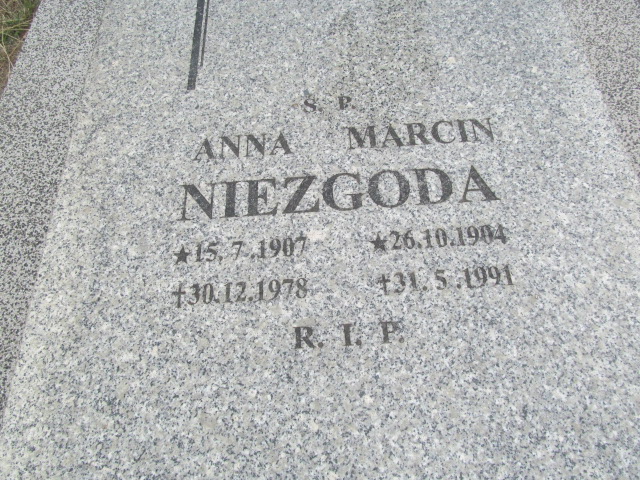 S. P.
ANNA MARCIN
NIEZGODA
★15.7.1907 ★26.10.1904
†30.12.1978 †31.5.1991
R. I. P.